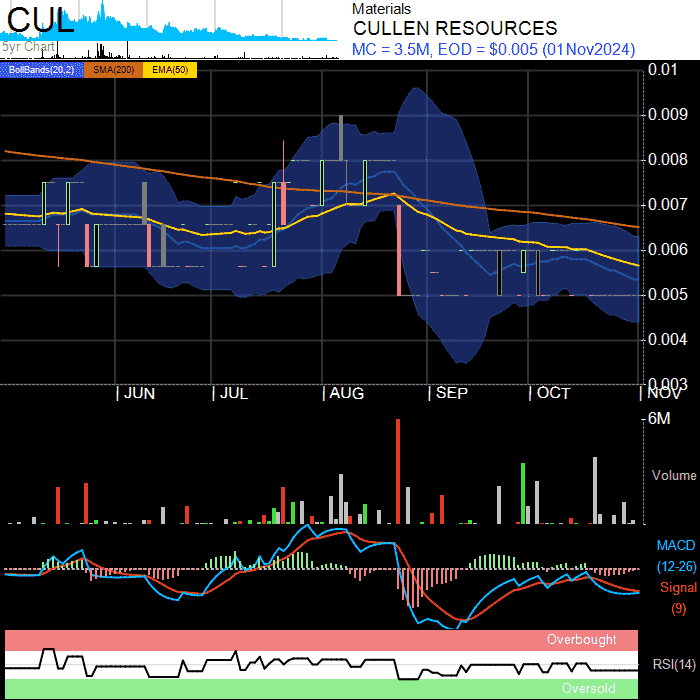 CUL
5yr Chart
Materials
CULLEN RESOURCES
MC = 3.5M, EOD = $0.005 (01Nov2024)
BollBands(20,2) SMA(200) EMA(50)
0.01
0.009
0.008
0.007
0.006
0.005
0.004
0.003
JUN JUL AUG SEP OCT NOV
6M
Volume
MACD
(12-26)
Signal
(9)
Overbought
RSI(14)
Oversold